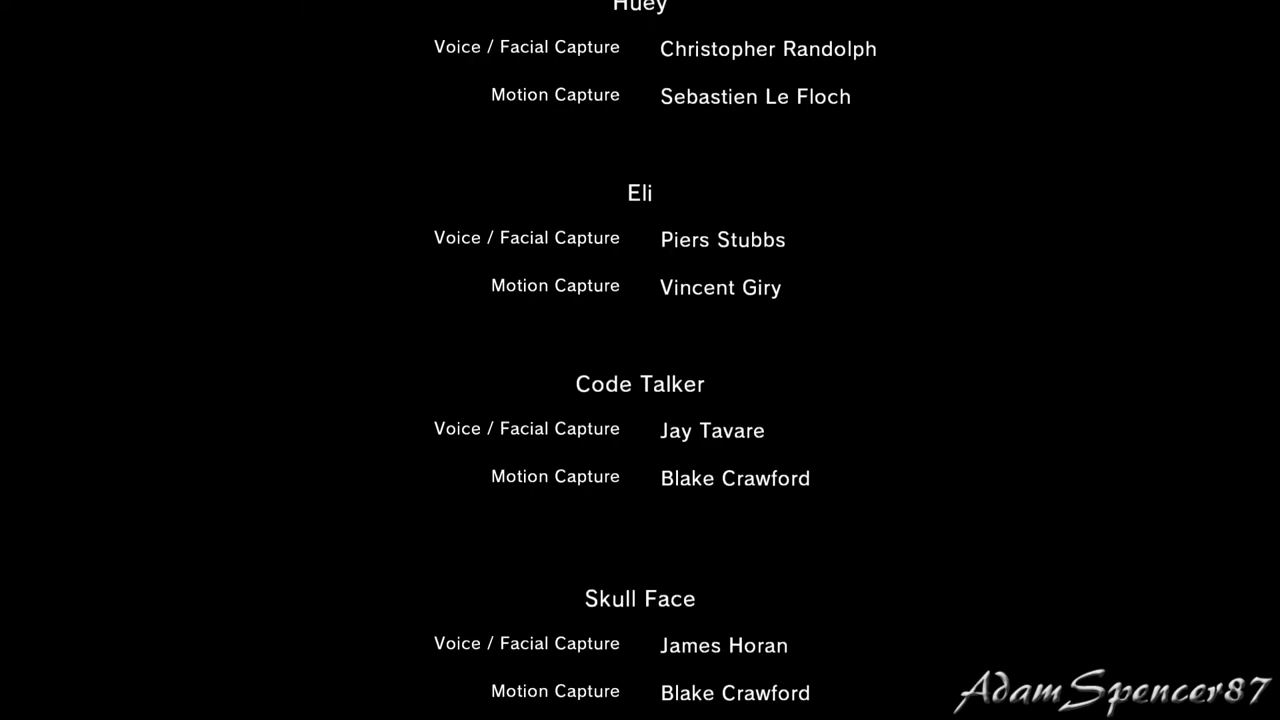 Huey
Voice / Facial Capture Christopher Randolph
Motion Capture Sebastien Le Floch
Eli
Voice / Facial Capture Piers Stubbs
Motion Capture Vincent Giry
Code Talker
Voice / Facial Capture Jay Tavare
Motion Capture Blake Crawford
Skull Face
Voice / Facial Capture James Horan
Motion Capture Blake Crawford
AdamSpencer87